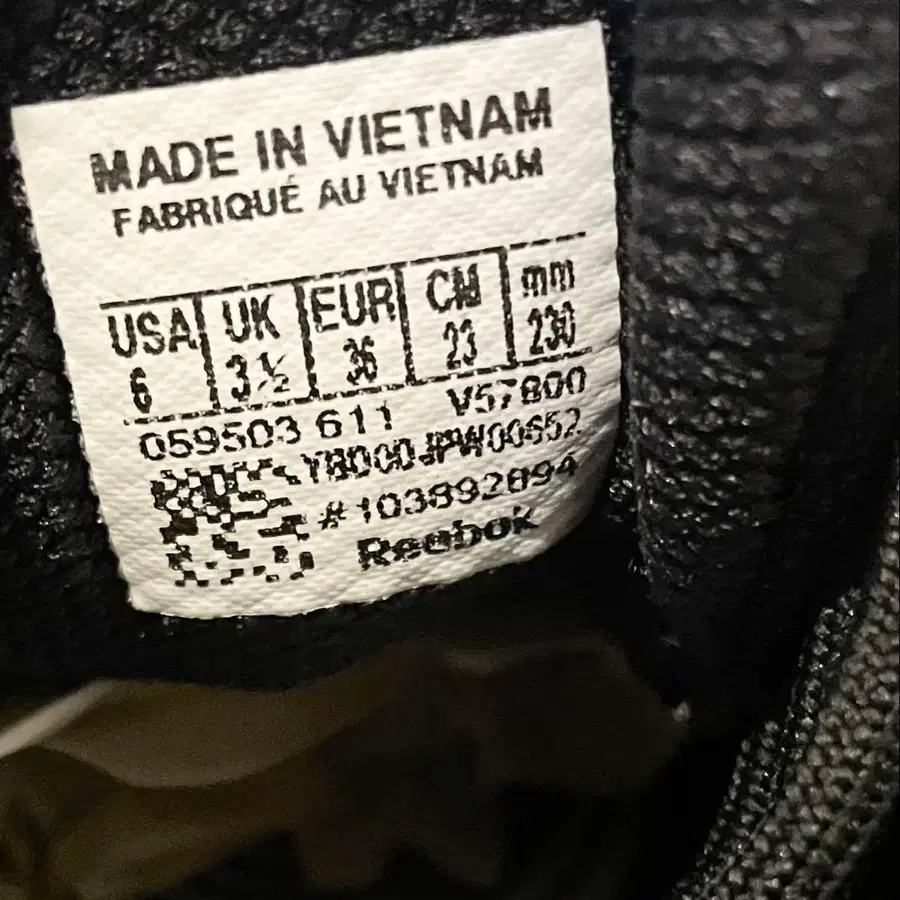 MADE IN VIETNAM
FABRIQUÉ AU VIETNAM
USA UK EUR CM mm
6 3½ 36 23 230
059503 611 V57800
#103892894
Reebok